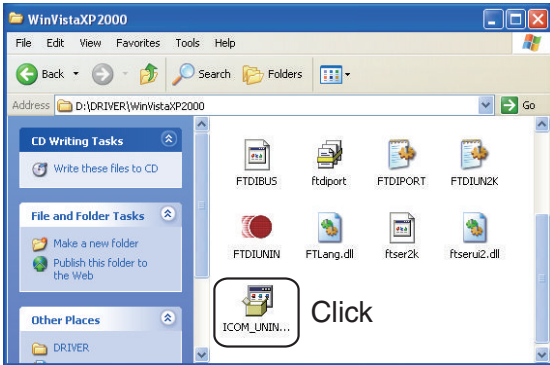 WinVistaXP2000
File Edit View Favorites Tools Help
Back Search Folders
Address D:\DRIVER\WinVistaXP2000 Go
CD Writing Tasks
Write these files to CD
File and Folder Tasks
Make a new folder
Publish this folder to
the Web
Other Places
DRIVER
FTDIBUS ftdiport FTDIPORT FTDIUN2K
FTDIUNIN FTLang.dll ftser2k ftserui2.dll
ICOM_UNIN...
Click